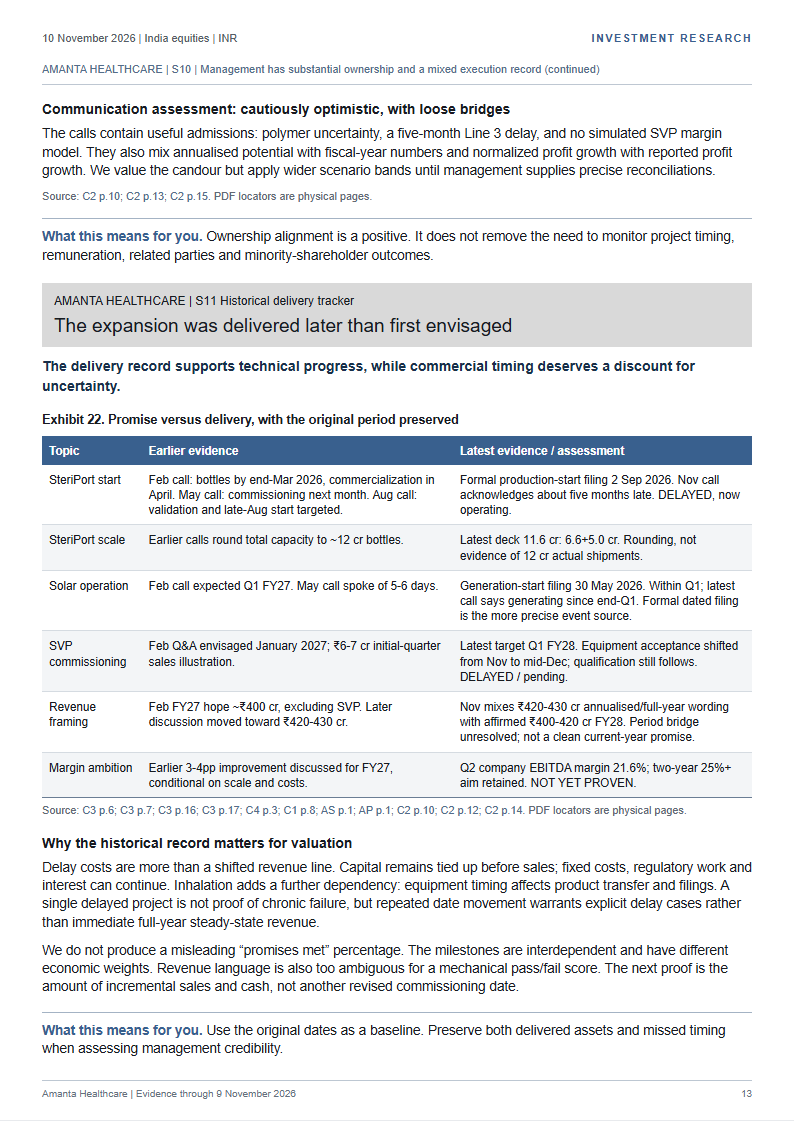 10 November 2026 | India equities | INR
INVESTMENT RESEARCH
AMANTA HEALTHCARE | S10 | Management has substantial ownership and a mixed execution record (continued)
Communication assessment: cautiously optimistic, with loose bridges
The calls contain useful admissions: polymer uncertainty, a five-month Line 3 delay, and no simulated SVP margin
model. They also mix annualised potential with fiscal-year numbers and normalized profit growth with reported profit
growth. We value the candour but apply wider scenario bands until management supplies precise reconciliations.
Source: C2 p.10; C2 p.13; C2 p.15. PDF locators are physical pages.
What this means for you. Ownership alignment is a positive. It does not remove the need to monitor project timing,
remuneration, related parties and minority-shareholder outcomes.
AMANTA HEALTHCARE | S11 Historical delivery tracker
The expansion was delivered later than first envisaged
The delivery record supports technical progress, while commercial timing deserves a discount for
uncertainty.
Exhibit 22. Promise versus delivery, with the original period preserved
Topic
Earlier evidence
Latest evidence / assessment
SteriPort start
Feb call: bottles by end-Mar 2026, commercialization in
April. May call: commissioning next month. Aug call:
validation and late-Aug start targeted.
Formal production-start filing 2 Sep 2026. Nov call
acknowledges about five months late. DELAYED, now
operating.
SteriPort scale
Earlier calls round total capacity to ~12 cr bottles.
Latest deck 11.6 cr: 6.6+5.0 cr. Rounding, not
evidence of 12 cr actual shipments.
Solar operation
Feb call expected Q1 FY27. May call spoke of 5-6 days.
Generation-start filing 30 May 2026. Within Q1; latest
call says generating since end-Q1. Formal dated filing
is the more precise event source.
SVP
commissioning
Feb Q&A envisaged January 2027; ₹6-7 cr initial-quarter
sales illustration.
Latest target Q1 FY28. Equipment acceptance shifted
from Nov to mid-Dec; qualification still follows.
DELAYED / pending.
Revenue
framing
Feb FY27 hope ~₹400 cr, excluding SVP. Later
discussion moved toward ₹420-430 cr.
Nov mixes ₹420-430 cr annualised/full-year wording
with affirmed ₹400-420 cr FY28. Period bridge
unresolved; not a clean current-year promise.
Margin ambition
Earlier 3-4pp improvement discussed for FY27,
conditional on scale and costs.
Q2 company EBITDA margin 21.6%; two-year 25%+
aim retained. NOT YET PROVEN.
Source: C3 p.6; C3 p.7; C3 p.16; C3 p.17; C4 p.3; C1 p.8; AS p.1; AP p.1; C2 p.10; C2 p.12; C2 p.14. PDF locators are physical pages.
Why the historical record matters for valuation
Delay costs are more than a shifted revenue line. Capital remains tied up before sales; fixed costs, regulatory work and
interest can continue. Inhalation adds a further dependency: equipment timing affects product transfer and filings. A
single delayed project is not proof of chronic failure, but repeated date movement warrants explicit delay cases rather
than immediate full-year steady-state revenue.
We do not produce a misleading “promises met” percentage. The milestones are interdependent and have different
economic weights. Revenue language is also too ambiguous for a mechanical pass/fail score. The next proof is the
amount of incremental sales and cash, not another revised commissioning date.
What this means for you. Use the original dates as a baseline. Preserve both delivered assets and missed timing
when assessing management credibility.
Amanta Healthcare | Evidence through 9 November 2026
13